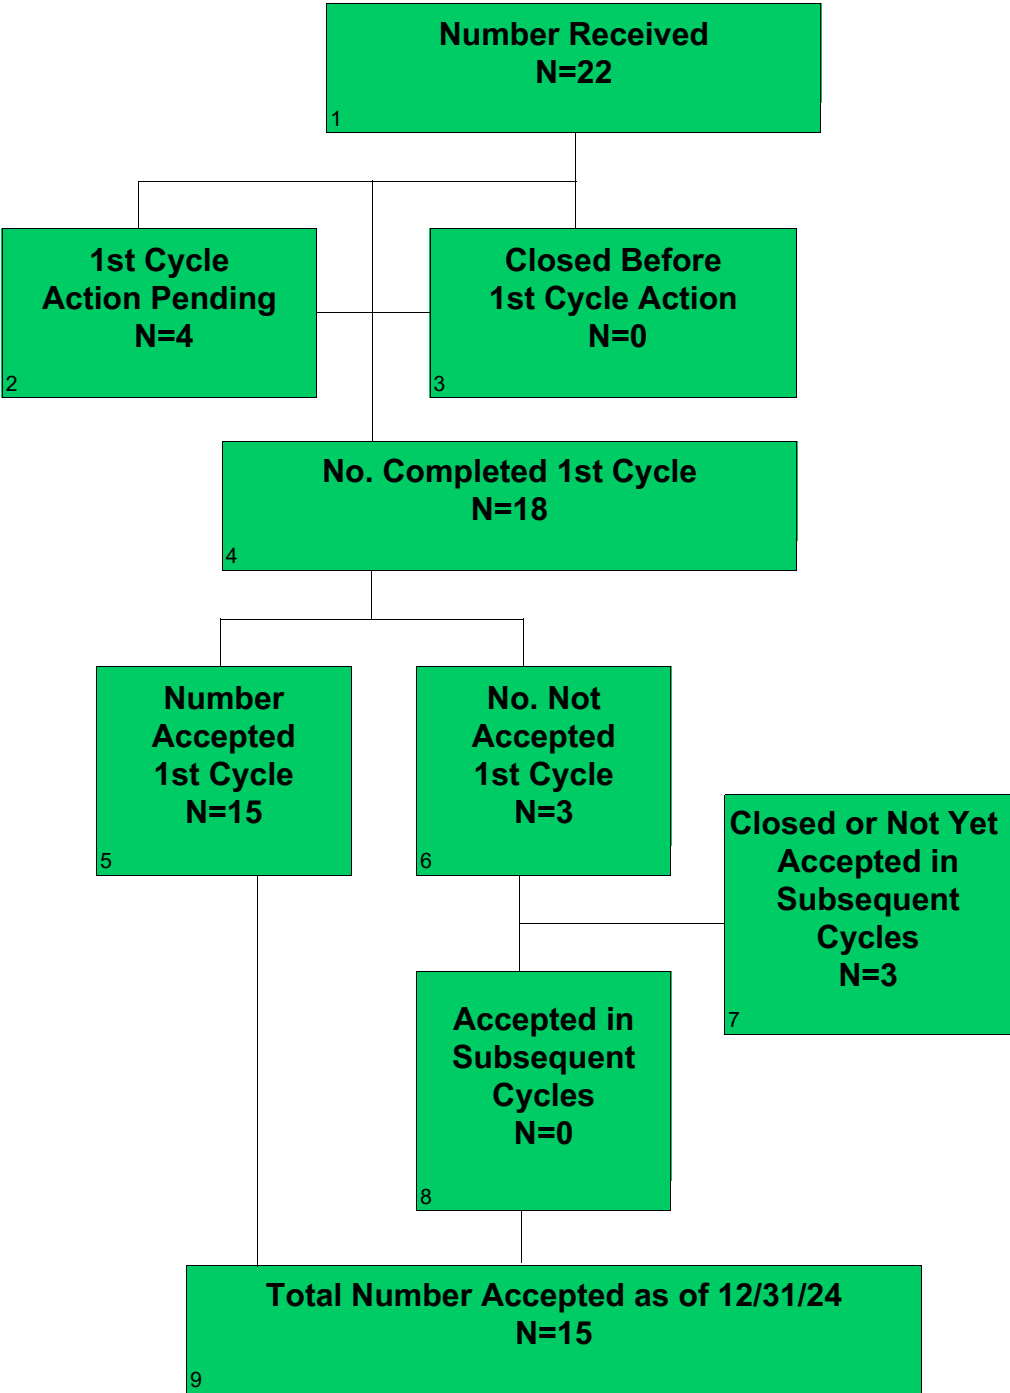 Number Received
N=22
1
1st Cycle
Action Pending
N=4
2
Closed Before
1st Cycle Action
N=0
3
No. Completed 1st Cycle
N=18
4
Number
Accepted
1st Cycle
N=15
5
No. Not
Accepted
1st Cycle
N=3
6
Closed or Not Yet
Accepted in
Subsequent
Cycles
N=3
7
Accepted in
Subsequent
Cycles
N=0
8
Total Number Accepted as of 12/31/24
N=15
9